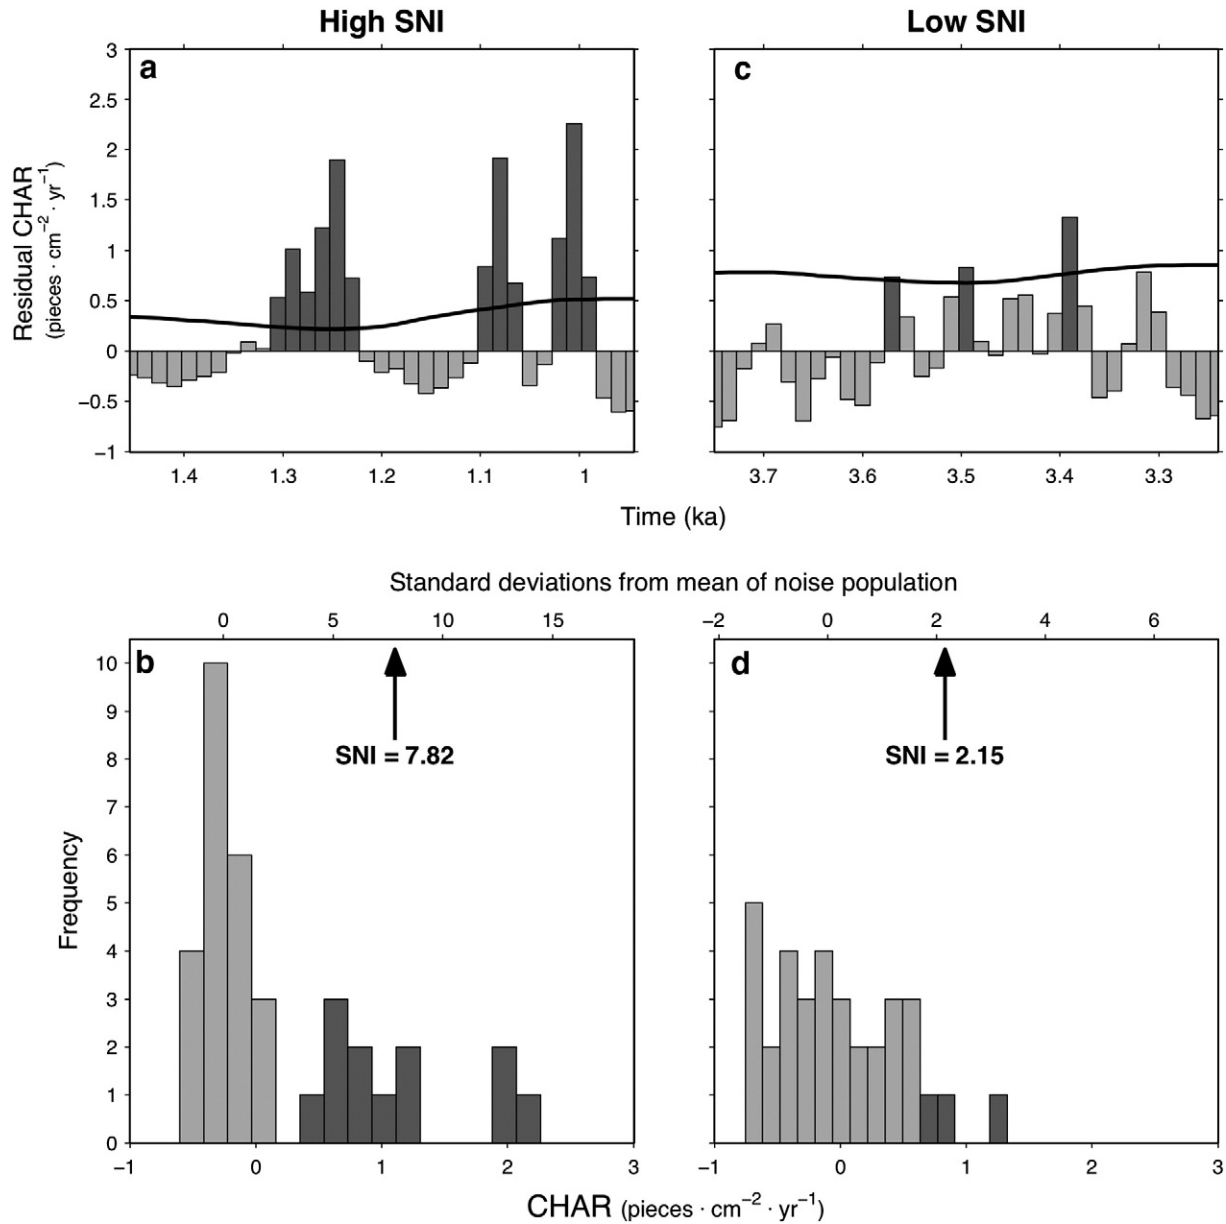 High SNI
Low SNI
a
c
3
2.5
2
1.5
1
0.5
0
−0.5
−1
Residual CHAR
(pieces · cm⁻² · yr⁻¹)
1.4 1.3 1.2 1.1 1
3.7 3.6 3.5 3.4 3.3
Time (ka)
Standard deviations from mean of noise population
0 5 10 15
−2 0 2 4 6
b
d
SNI = 7.82
SNI = 2.15
10
9
8
7
6
5
4
3
2
1
0
Frequency
−1 0 1 2 3
−1 0 1 2 3
CHAR (pieces · cm⁻² · yr⁻¹)